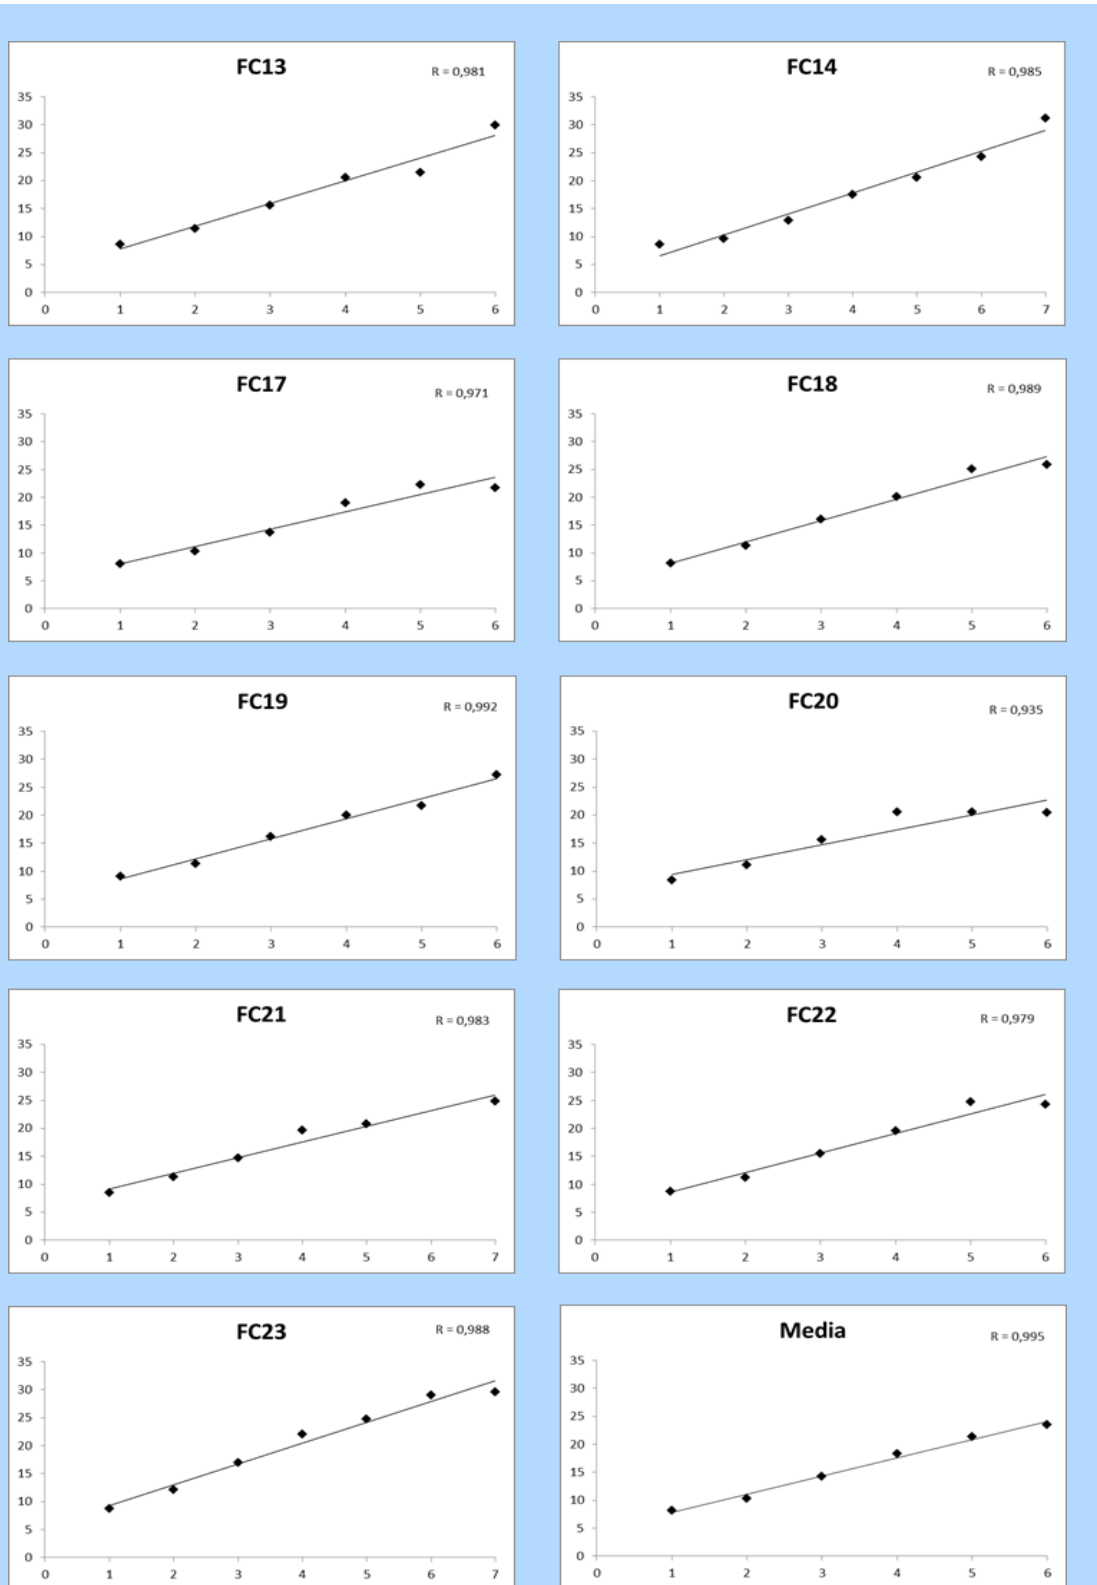 FC13
R = 0,981
35
30
25
20
15
10
5
0
0 1 2 3 4 5 6
FC14
R = 0,985
35
30
25
20
15
10
5
0
0 1 2 3 4 5 6 7
FC17
R = 0,971
35
30
25
20
15
10
5
0
0 1 2 3 4 5 6
FC18
R = 0,989
35
30
25
20
15
10
5
0
0 1 2 3 4 5 6
FC19
R = 0,992
35
30
25
20
15
10
5
0
0 1 2 3 4 5 6
FC20
R = 0,935
35
30
25
20
15
10
5
0
0 1 2 3 4 5 6
FC21
R = 0,983
35
30
25
20
15
10
5
0
0 1 2 3 4 5 6 7
FC22
R = 0,979
35
30
25
20
15
10
5
0
0 1 2 3 4 5 6
FC23
R = 0,988
35
30
25
20
15
10
5
0
0 1 2 3 4 5 6 7
Media
R = 0,995
35
30
25
20
15
10
5
0
0 1 2 3 4 5 6